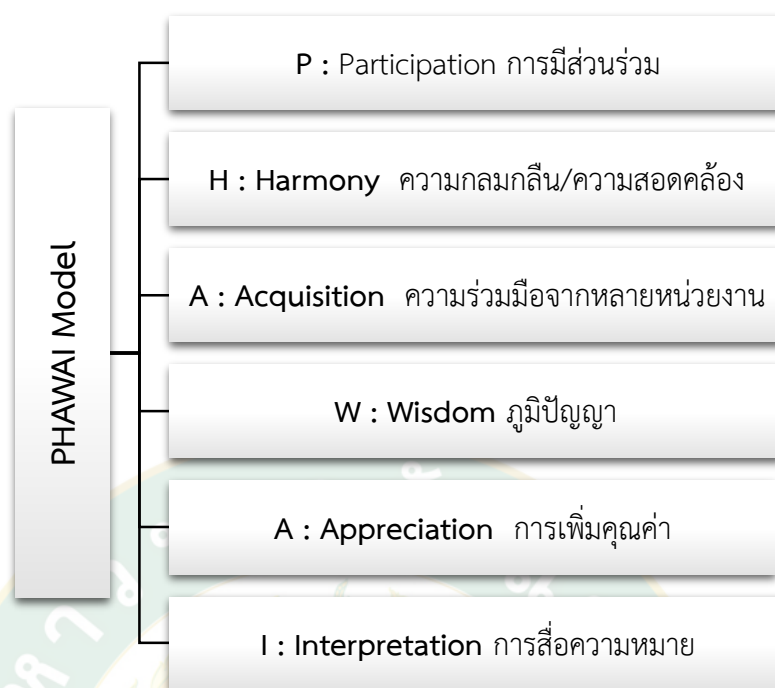 PHAWAI Model
P : Participation การมีส่วนร่วม
H : Harmony ความกลมกลืน/ความสอดคล้อง
A : Acquisition ความร่วมมือจากหลายหน่วยงาน
W : Wisdom ภูมิปัญญา
A : Appreciation การเพิ่มคุณค่า
I : Interpretation การสื่อความหมาย